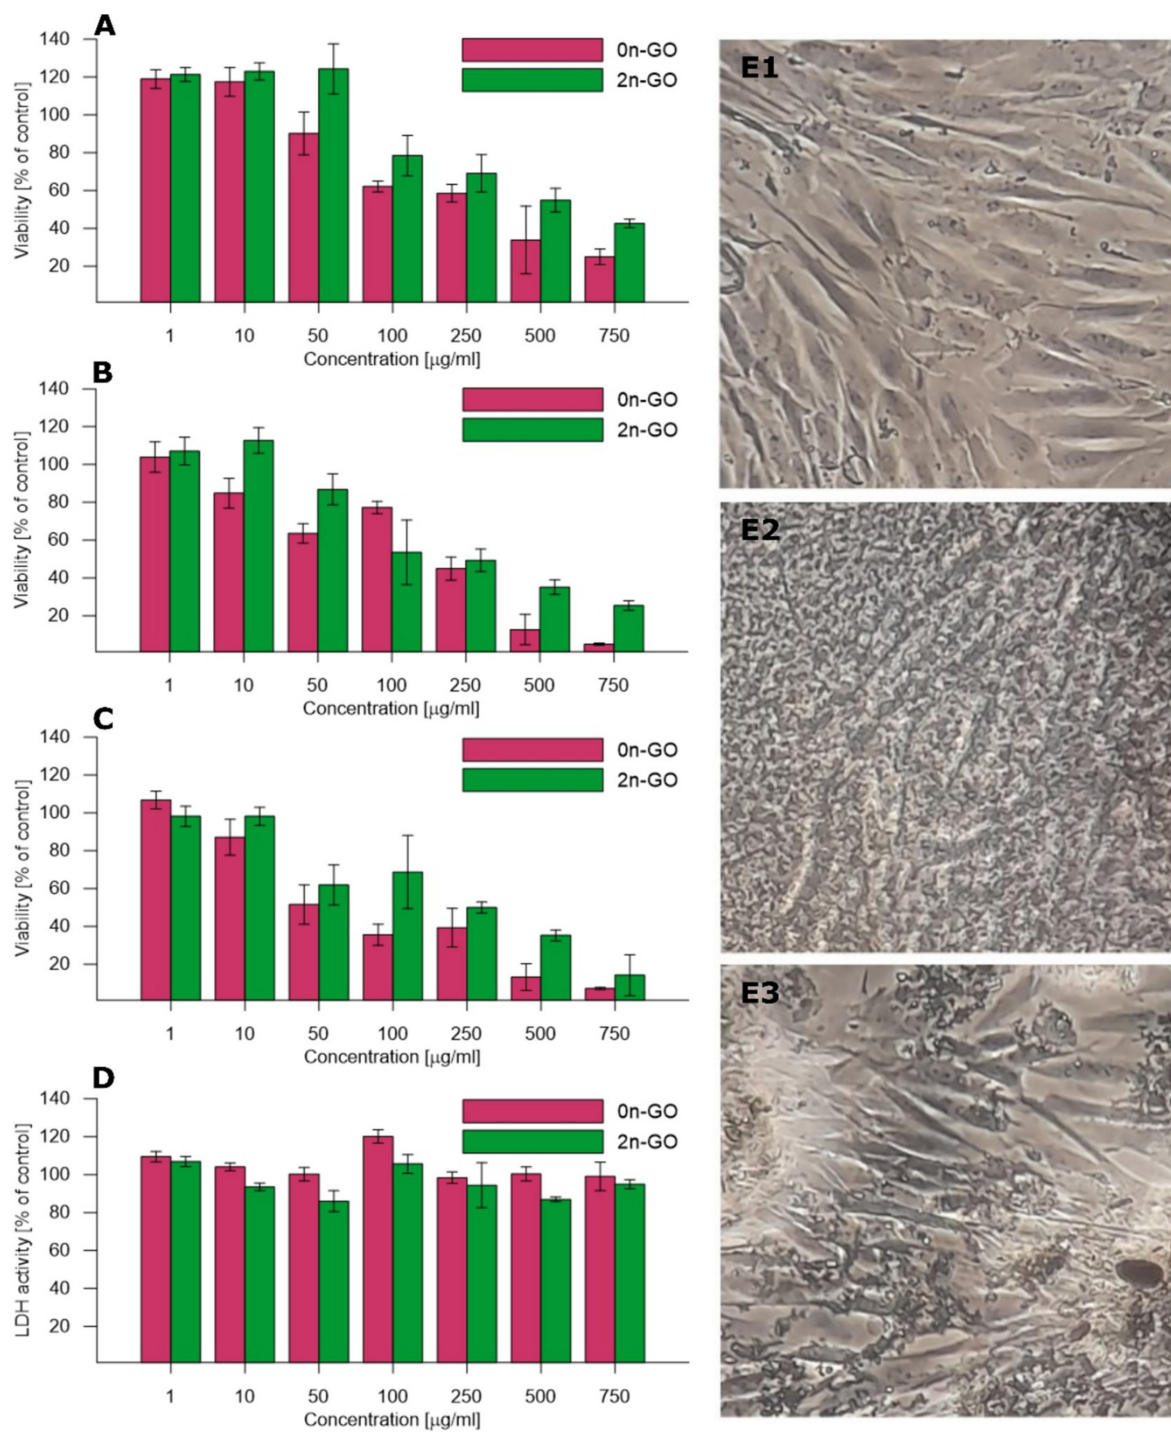 A
140
120
100
80
60
40
20
Viability [% of control]
0n-GO
2n-GO
1 10 50 100 250 500 750
Concentration [μg/ml]
B
140
120
100
80
60
40
20
Viability [% of control]
0n-GO
2n-GO
1 10 50 100 250 500 750
Concentration [μg/ml]
C
140
120
100
80
60
40
20
Viability [% of control]
0n-GO
2n-GO
1 10 50 100 250 500 750
Concentration [μg/ml]
D
140
120
100
80
60
40
20
LDH activity [% of control]
0n-GO
2n-GO
1 10 50 100 250 500 750
Concentration [μg/ml]
E1
E2
E3